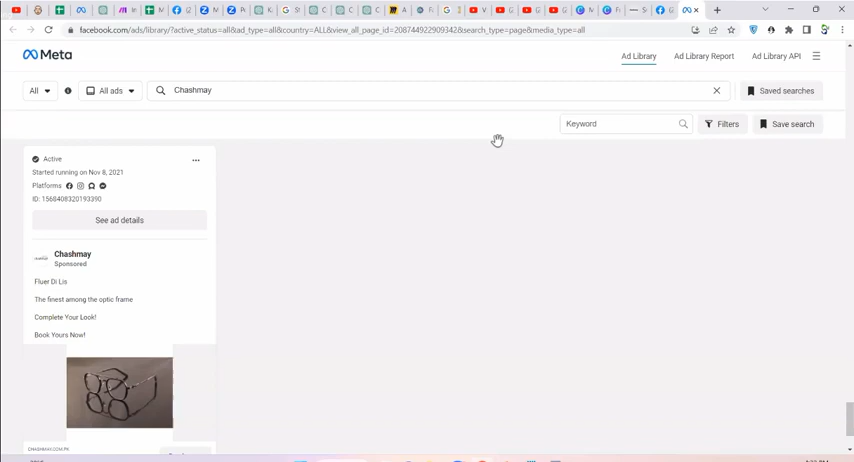 facebook.com/ads/library/?active_status=all&ad_type=all&country=ALL&view_all_page_id=208744922909342&search_type=page&media_type=all
Meta
Ad Library
Ad Library Report
Ad Library API
All
All ads
Chashmay
Saved searches
Keyword
Filters
Save search
Active
Started running on Nov 8, 2021
Platforms
ID: 1568408320193390
See ad details
Chashmay
Sponsored
Fluer Di Lis
The finest among the optic frame
Complete Your Look!
Book Yours Now!
CHASHMAY.COM.PK